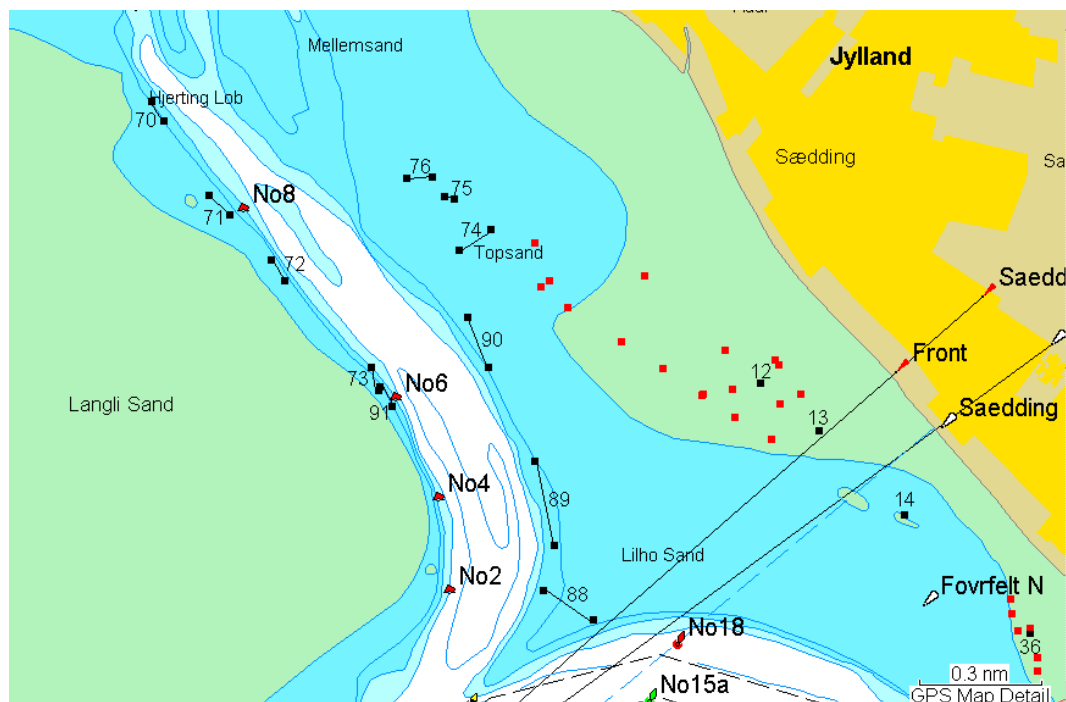 Mellemsand
Jylland
Hjerting Lob
70
Sædding
Sa
76
75
No8
71
74
Topsand
72
Saedd
90
Front
12
73
No6
Langli Sand
91
Saedding
13
No4
89
14
Lilho Sand
No2
Fovrfelt N
88
No18
36
0.3 nm
No15a
GPS Map Detail